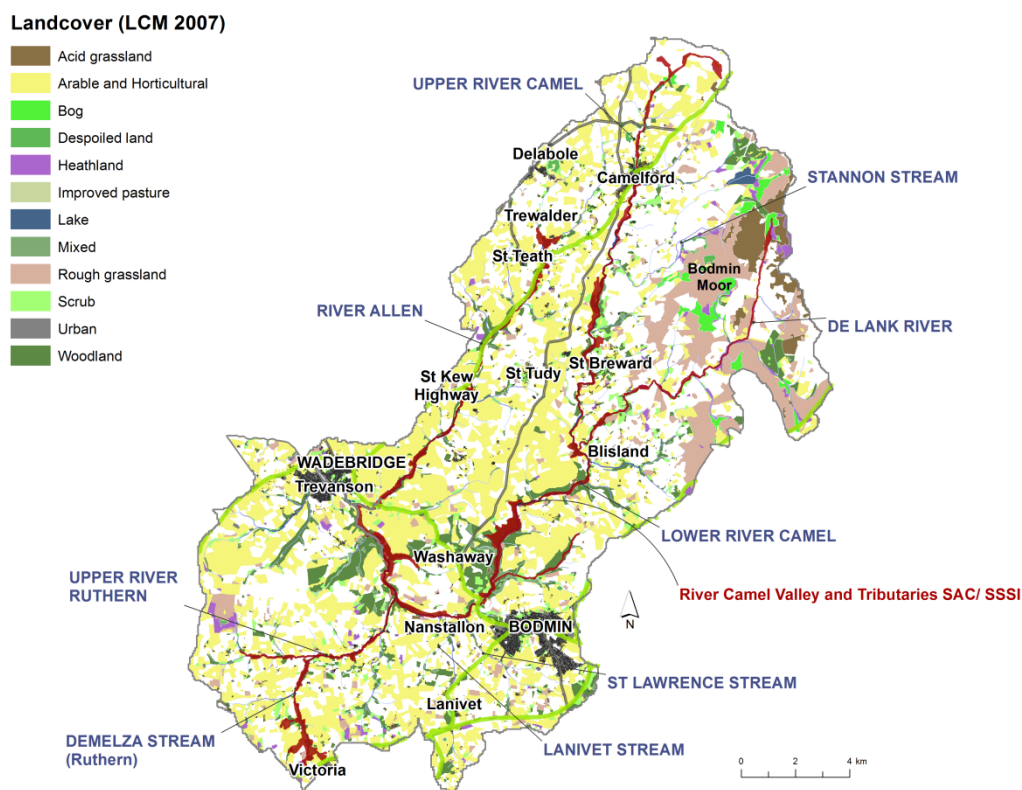 Landcover (LCM 2007)
Acid grassland
Arable and Horticultural
Bog
Despoiled land
Heathland
Improved pasture
Lake
Mixed
Rough grassland
Scrub
Urban
Woodland
UPPER RIVER CAMEL
Delabole
Camelford
STANNON STREAM
Trewalder
St Teath
Bodmin
Moor
RIVER ALLEN
DE LANK RIVER
St Breward
St Tudy
St Kew
Highway
Blisland
WADEBRIDGE
Trevanson
LOWER RIVER CAMEL
Washaway
UPPER RIVER
RUTHERN
River Camel Valley and Tributaries SAC/ SSSI
N
Nanstallon
BODMIN
ST LAWRENCE STREAM
Lanivet
DEMELZA STREAM
(Ruthern)
LANIVET STREAM
Victoria
0 2 4 km